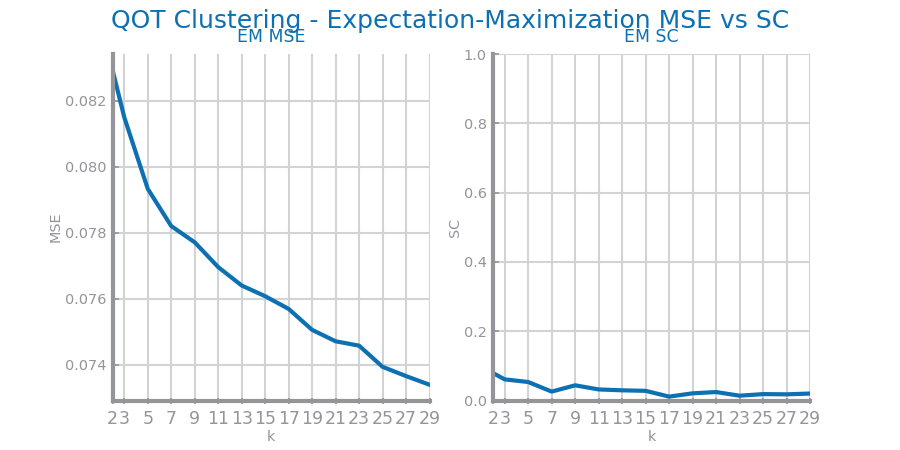 QOT Clustering - Expectation-Maximization MSE vs SC
EM MSE
0.082
0.080
0.078
0.076
0.074
MSE
2 3 5 7 9 11 13 15 17 19 21 23 25 27 29
k
EM SC
1.0
0.8
0.6
0.4
0.2
0.0
SC
2 3 5 7 9 11 13 15 17 19 21 23 25 27 29
k